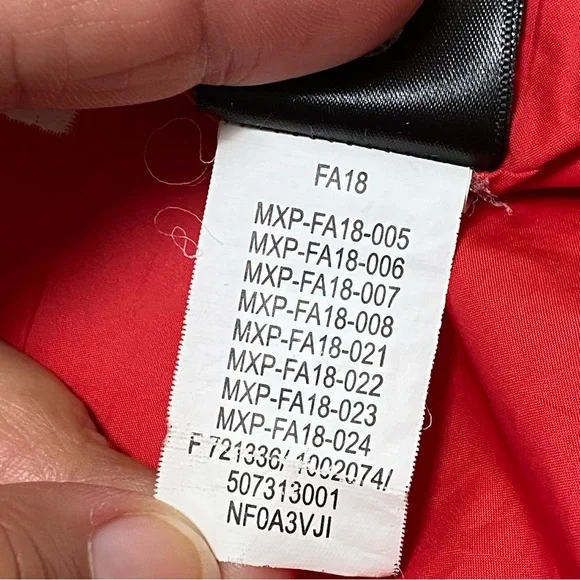 FA18
MXP-FA18-005
MXP-FA18-006
MXP-FA18-007
MXP-FA18-008
MXP-FA18-021
MXP-FA18-022
MXP-FA18-023
MXP-FA18-024
F 721336/1002074/
507313001
NF0A3VJI